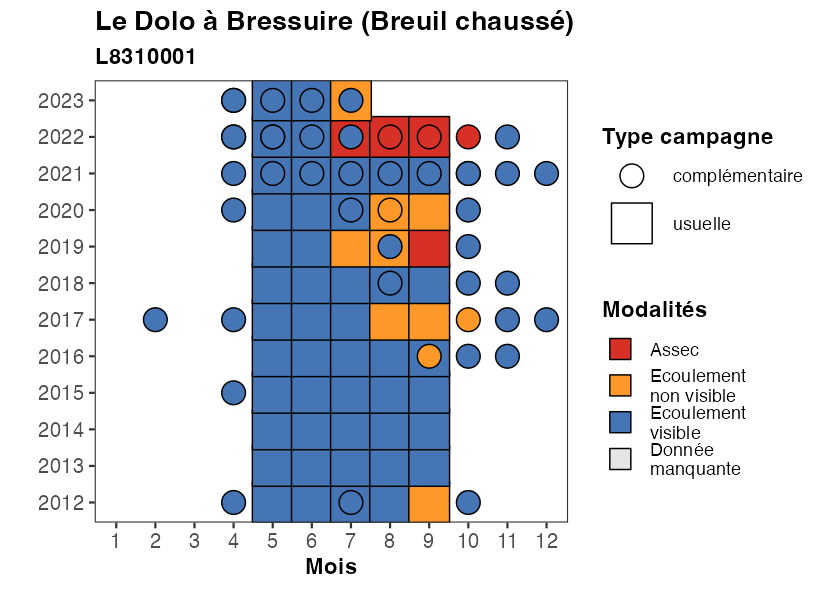 Le Dolo à Bressuire (Breuil chaussé)
L8310001
2023
2022
2021
2020
2019
2018
2017
2016
2015
2014
2013
2012
1 2 3 4 5 6 7 8 9 10 11 12
Mois
Type campagne
complémentaire
usuelle
Modalités
Assec
Ecoulement
non visible
Ecoulement
visible
Donnée
manquante